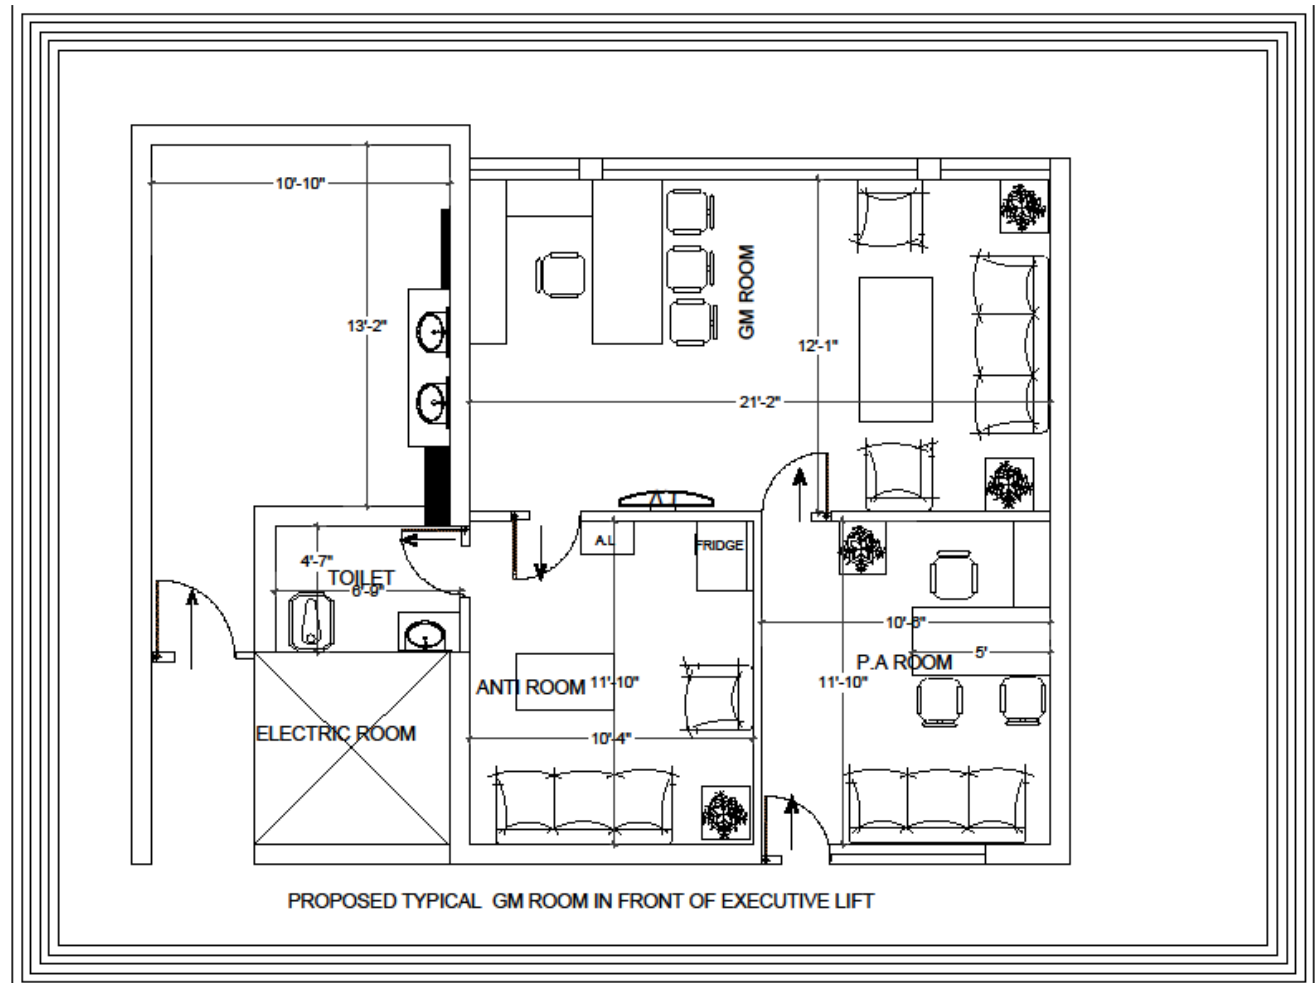 10'-10"
13'-2"
GM ROOM
12'-1"
21'-2"
A.L
FRIDGE
4'-7"
TOILET
6'-9"
10'-6"
5'
P.A ROOM
ANTI ROOM
11'-10"
11'-10"
ELECTRIC ROOM
10'-4"
PROPOSED TYPICAL GM ROOM IN FRONT OF EXECUTIVE LIFT